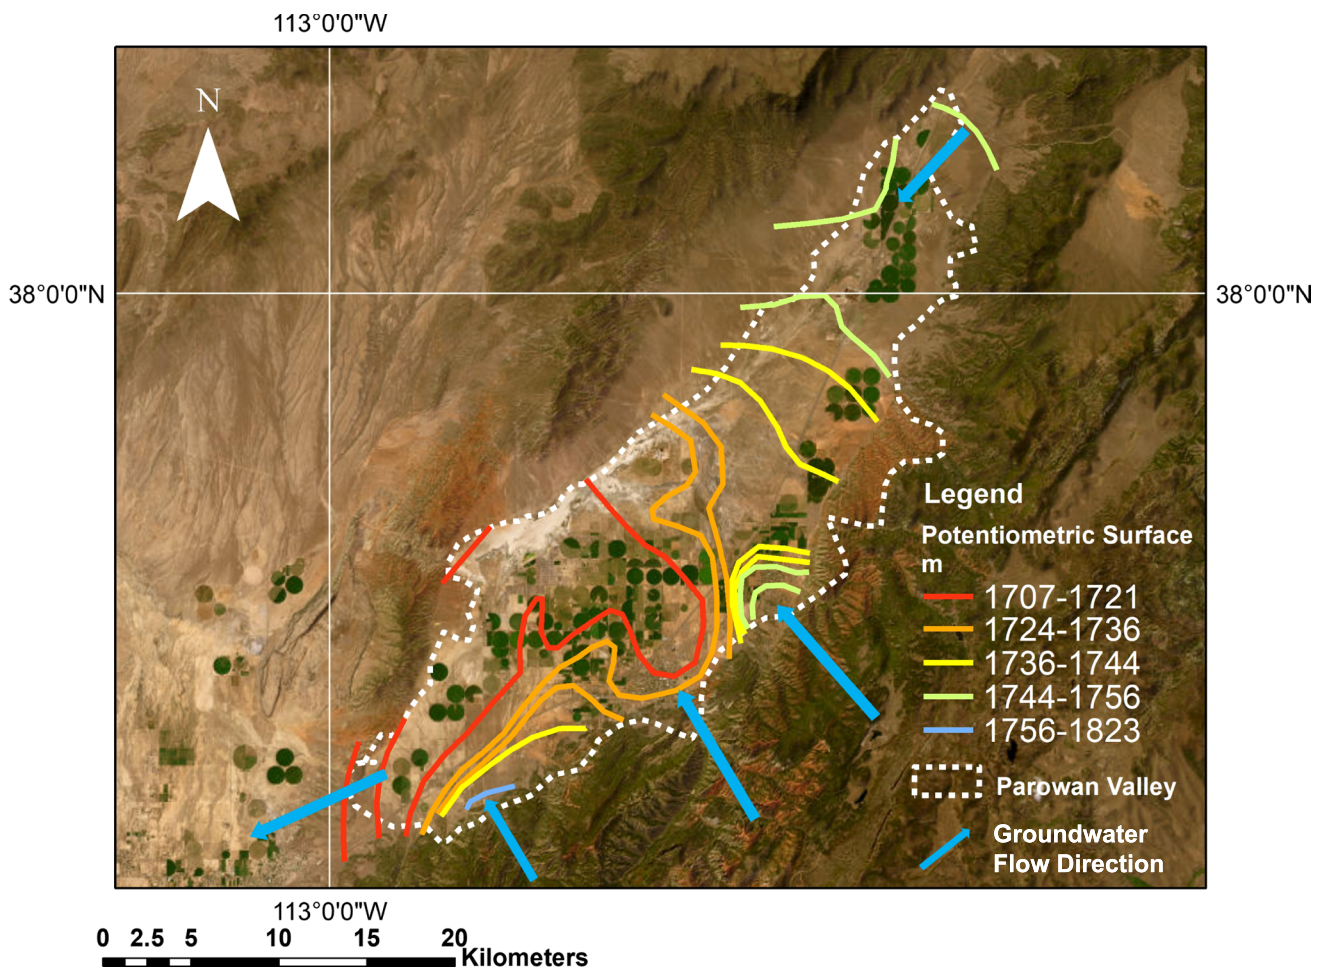 113°0'0"W
N
38°0'0"N
38°0'0"N
Legend
Potentiometric Surface
m
1707-1721
1724-1736
1736-1744
1744-1756
1756-1823
Parowan Valley
Groundwater
Flow Direction
113°0'0"W
0 2.5 5 10 15 20
Kilometers